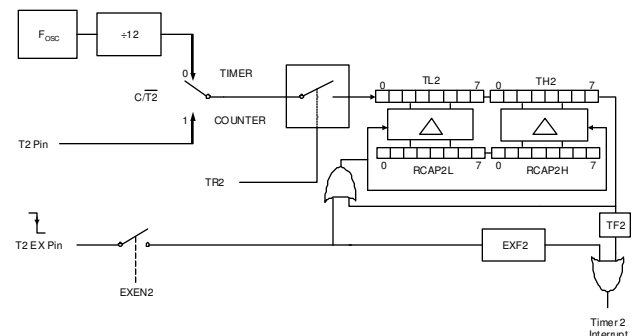 FOSC
÷12
0
TIMER
C/T2
1
COUNTER
T2 Pin
TR2
TL2
TH2
0
7
0
7
0
7
0
7
RCAP2L
RCAP2H
TF2
T2 EX Pin
EXEN2
EXF2
Timer 2
Interrupt